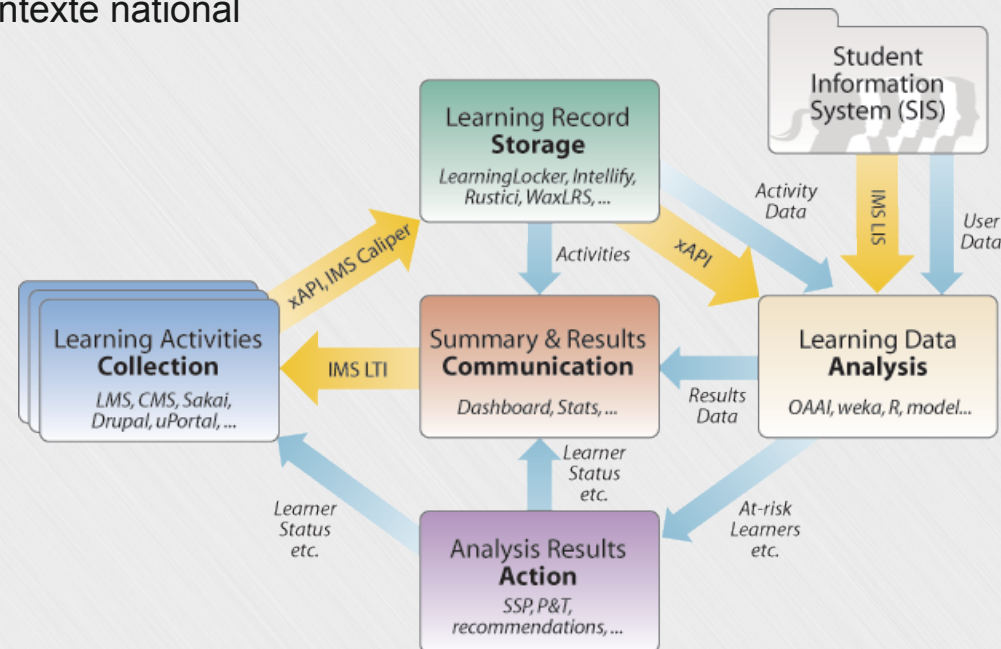 ntexte national
Student
Information
System (SIS)
Learning Record
Storage
LearningLocker, Intellify,
Rustici, WaxLRS, ...
Activity
Data
IMS LIS
User
Data
xAPI, IMS Caliper
Activities
xAPI
Learning Activities
Collection
LMS, CMS, Sakai,
Drupal, uPortal, ...
IMS LTI
Summary & Results
Communication
Dashboard, Stats, ...
Results
Data
Learning Data
Analysis
OAAI, weka, R, model...
Learner
Status
etc.
Learner
Status
etc.
At-risk
Learners
etc.
Analysis Results
Action
SSP, P&T,
recommendations, ...